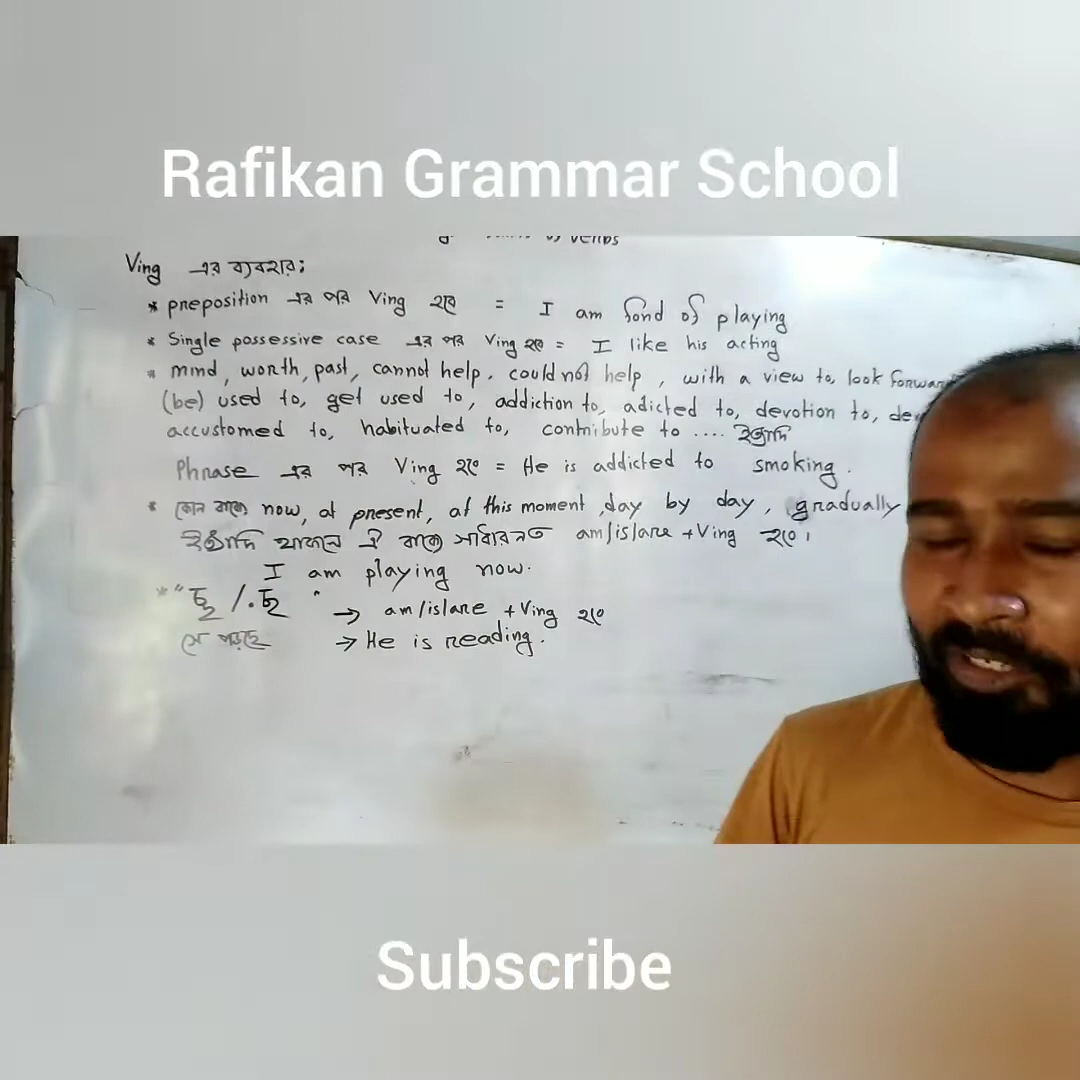 Rafikan Grammar School
verbs
Ving এর ব্যবহার:
* preposition এর পর Ving হবে = I am fond of playing
* Single possessive case এর পর Ving হবে = I like his acting
* mind, worth, past, cannot help, could not help, with a view to, look forwar
(be) used to, get used to, addiction to, adicted to, devotion to, de
accustomed to, habituated to, contribute to .... ইত্যাদি
Phrase এর পর Ving হবে = He is addicted to smoking.
* কোন বাক্যে now, at present, at this moment, day by day, gradually
ইত্যাদি থাকলে ঐ বাক্যে সাধারনত am/is/are +Ving হবে।
I am playing now.
→ am/is/are +Ving হবে
সে পড়ছে → He is reading.
Subscribe